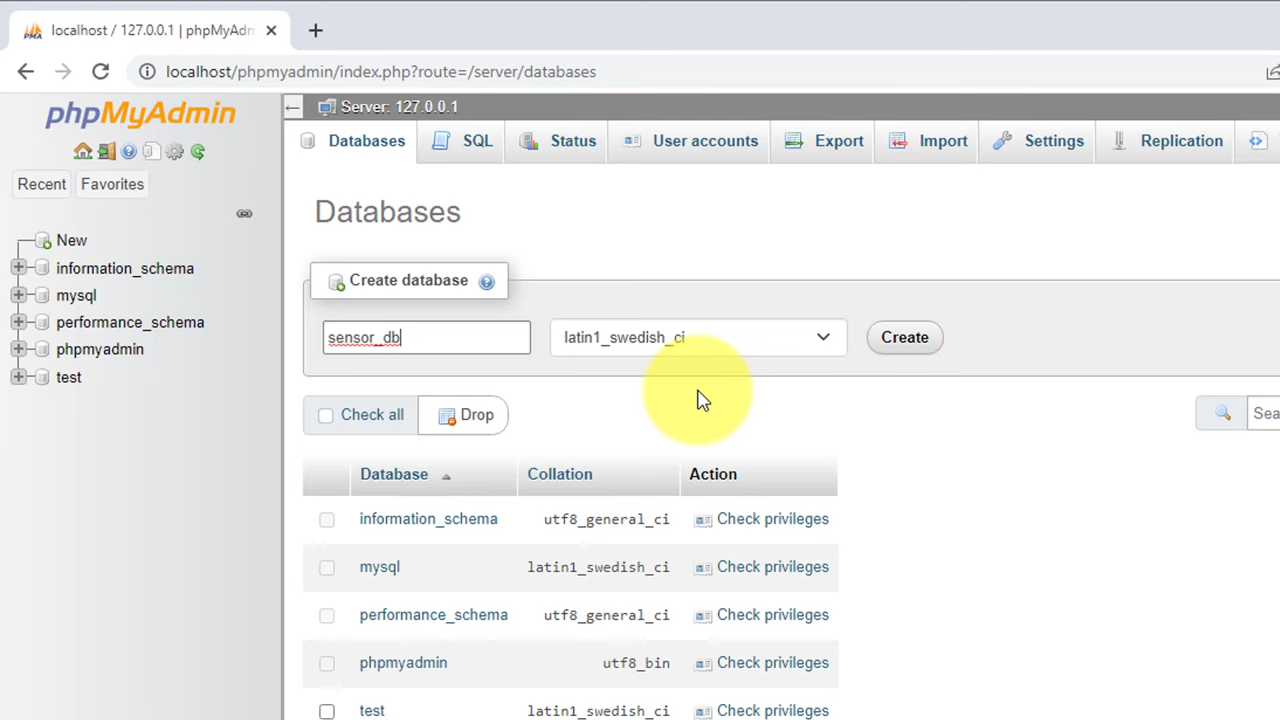 localhost / 127.0.0.1 | phpMyAdm
localhost/phpmyadmin/index.php?route=/server/databases
phpMyAdmin
Server: 127.0.0.1
Databases SQL Status User accounts Export Import Settings Replication
Recent Favorites
New
information_schema
mysql
performance_schema
phpmyadmin
test
Databases
Create database
sensor_db latin1_swedish_ci Create
Check all Drop Sea
Database Collation Action
information_schema utf8_general_ci Check privileges
mysql latin1_swedish_ci Check privileges
performance_schema utf8_general_ci Check privileges
phpmyadmin utf8_bin Check privileges
test latin1_swedish_ci Check privileges